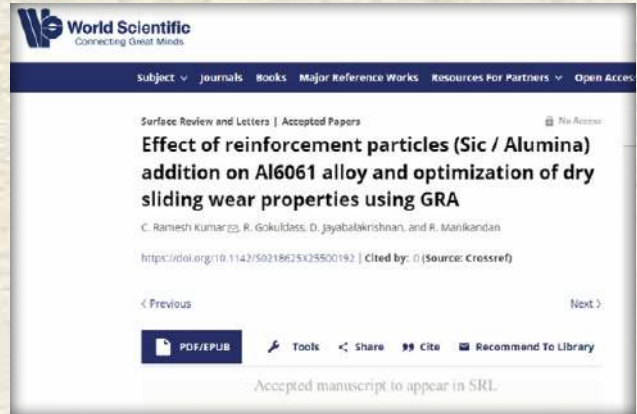 World Scientific
Connecting Great Minds
Subject Journals Books Major Reference Works Resources For Partners Open Acces
Surface Review and Letters | Accepted Papers No Access
Effect of reinforcement particles (Sic / Alumina)
addition on Al6061 alloy and optimization of dry
sliding wear properties using GRA
C. Ramesh Kumar, R. Gokuldass, D. Jayabalakrishnan, and R. Manikandan
https://doi.org/10.1142/S0218625X25500192 | Cited by: 0 (Source: Crossref)
< Previous Next >
PDF/EPUB Tools Share Cite Recommend To Library
Accepted manuscript to appear in SRL